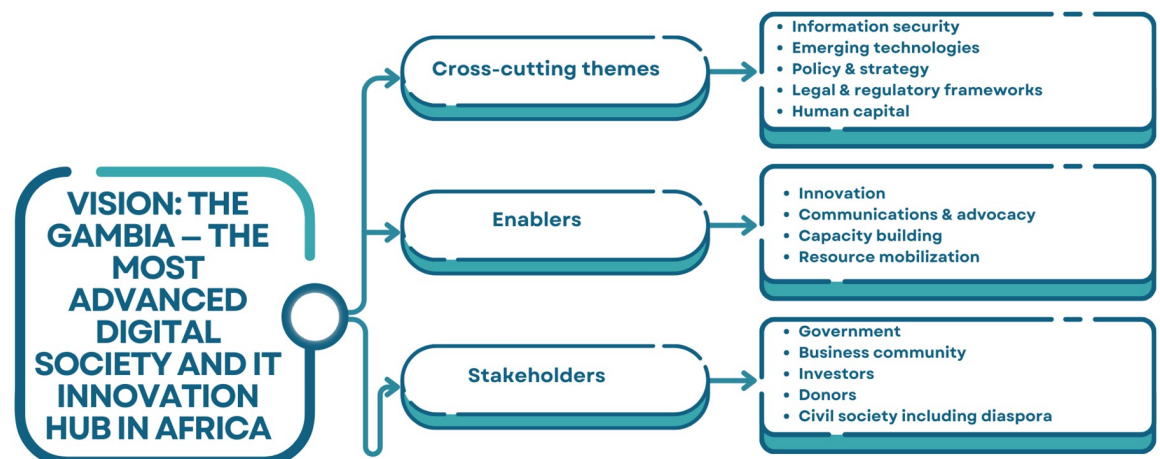 VISION: THE
GAMBIA – THE
MOST
ADVANCED
DIGITAL
SOCIETY AND IT
INNOVATION
HUB IN AFRICA
Cross-cutting themes
• Information security
• Emerging technologies
• Policy & strategy
• Legal & regulatory frameworks
• Human capital
Enablers
• Innovation
• Communications & advocacy
• Capacity building
• Resource mobilization
Stakeholders
• Government
• Business community
• Investors
• Donors
• Civil society including diaspora